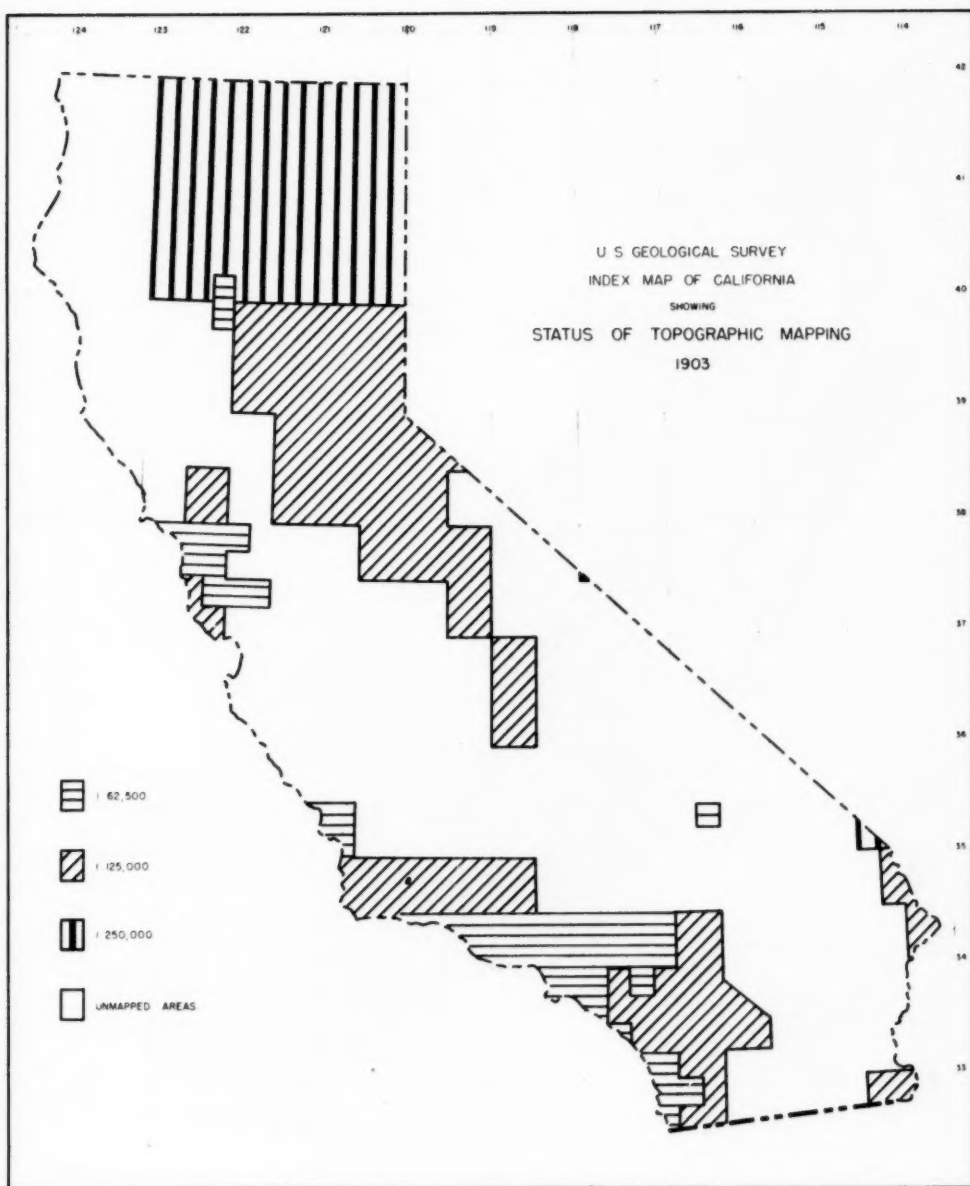 124 123 122 121 120 119 118 117 116 115 114
42
41
U S GEOLOGICAL SURVEY
INDEX MAP OF CALIFORNIA
SHOWING
STATUS OF TOPOGRAPHIC MAPPING
1903
40
39
38
37
36
1 62,500
35
1 125,000
1 250,000
34
UNMAPPED AREAS
33